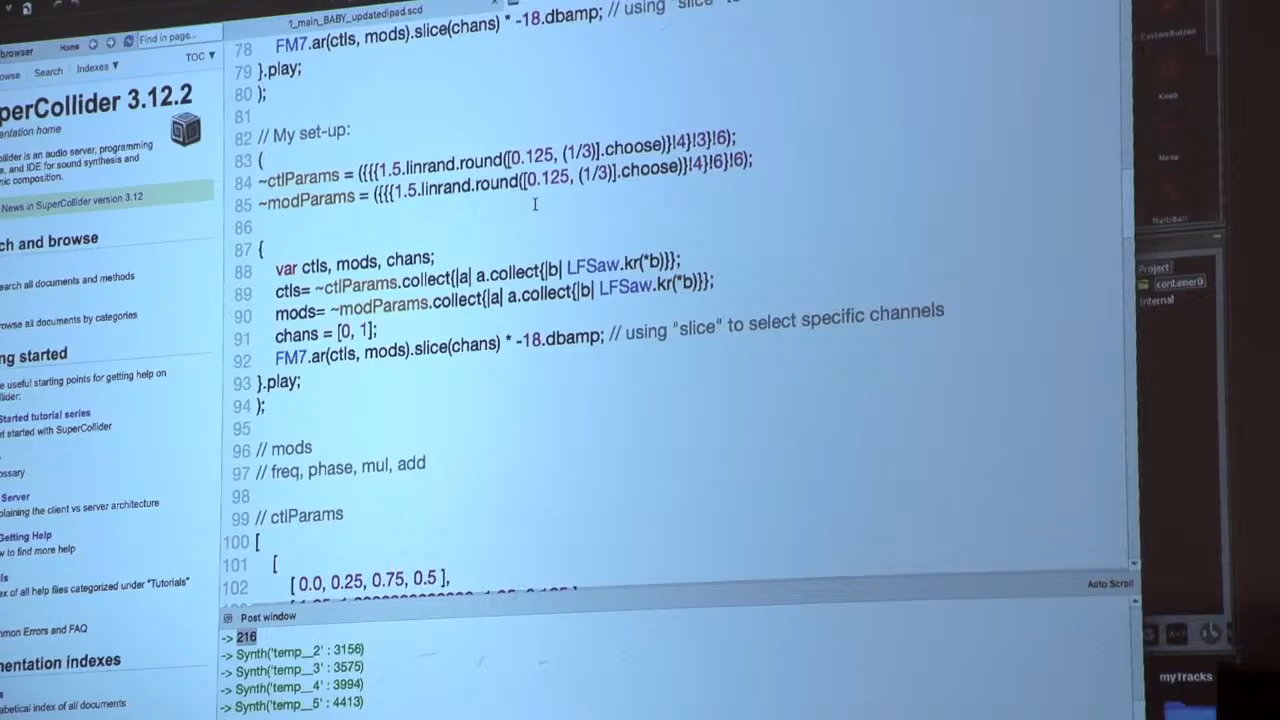 1_main_BABY_updatedipad.scd
browser Home Find in page...
Search Indexes ▼ TOC ▼
perCollider 3.12.2
entation home
ollider is an audio server, programming
e, and IDE for sound synthesis and
nic composition.
News in SuperCollider version 3.12
ch and browse
earch all documents and methods
rowse all documents by categories
ng started
e useful starting points for getting help on
llider:
Started tutorial series
et started with SuperCollider
ossary
Server
plaining the client vs server architecture
Getting Help
w to find more help
ls
ex of all help files categorized under "Tutorials"
mmon Errors and FAQ
mentation indexes
abetical index of all documents
78 FM7.ar(ctls, mods).slice(chans) * -18.dbamp; // using "slice" to
79 }.play;
80 );
81
82 // My set-up:
83 (
84 ~ctlParams = ({{{1.5.linrand.round([0.125, (1/3)].choose)}!4}!3}!6);
85 ~modParams = ({{{1.5.linrand.round([0.125, (1/3)].choose)}!4}!6}!6);
86
87 {
88 var ctls, mods, chans;
89 ctls= ~ctlParams.collect{|a| a.collect{|b| LFSaw.kr(*b)}};
90 mods= ~modParams.collect{|a| a.collect{|b| LFSaw.kr(*b)}};
91 chans = [0, 1];
92 FM7.ar(ctls, mods).slice(chans) * -18.dbamp; // using "slice" to select specific channels
93 }.play;
94 );
95
96 // mods
97 // freq, phase, mul, add
98
99 // ctlParams
100 [
101 [
102 [ 0.0, 0.25, 0.75, 0.5 ],
Auto Scroll
Post window
-> 216
-> Synth('temp__2' : 3156)
-> Synth('temp__3' : 3575)
-> Synth('temp__4' : 3994)
-> Synth('temp__5' : 4413)
CustomButton
Knob
Menu
Project
container0
Internal
myTracks